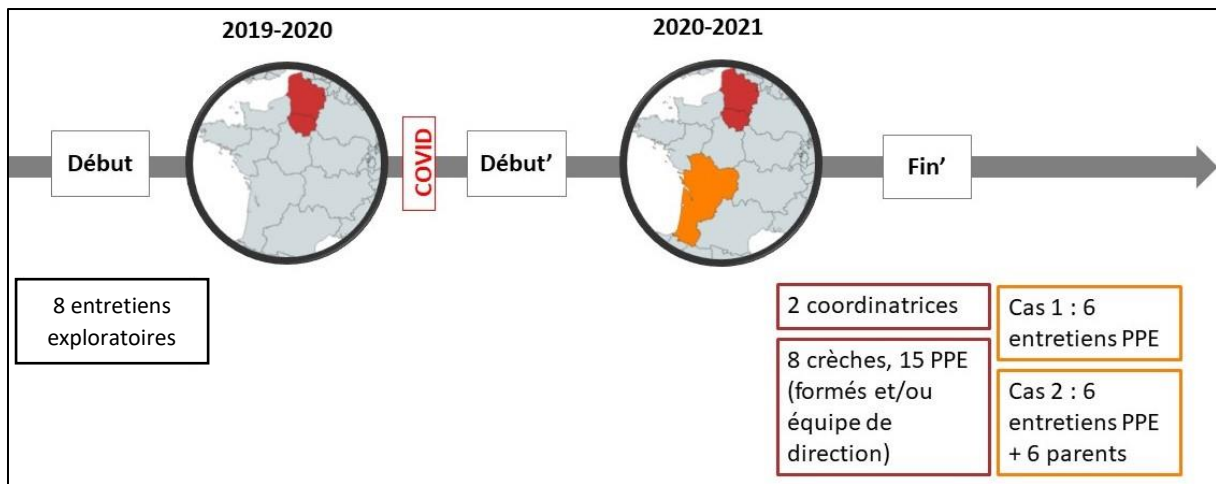 2019-2020
2020-2021
Début
COVID
Début’
Fin’
8 entretiens
exploratoires
2 coordinatrices
8 crèches, 15 PPE
(formés et/ou
équipe de
direction)
Cas 1 : 6
entretiens PPE
Cas 2 : 6
entretiens PPE
+ 6 parents